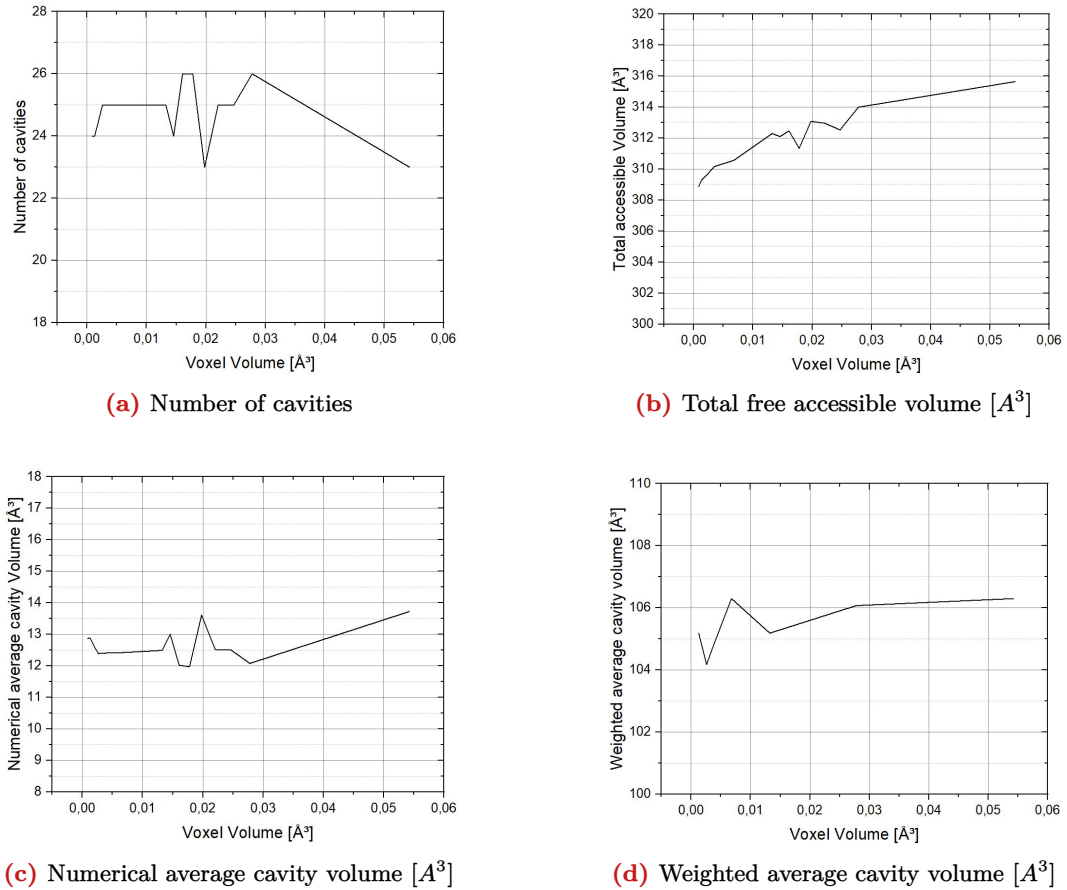 28
26
24
22
20
18
Number of cavities
0,00 0,01 0,02 0,03 0,04 0,05 0,06
Voxel Volume [Å³]
(a) Number of cavities
320
318
316
314
312
310
308
306
304
302
300
Total accessible Volume [Å³]
0,00 0,01 0,02 0,03 0,04 0,05 0,06
Voxel Volume [Å³]
(b) Total free accessible volume [A³]
18
17
16
15
14
13
12
11
10
9
8
Numerical average cavity Volume [Å³]
0,00 0,01 0,02 0,03 0,04 0,05 0,06
Voxel Volume [Å³]
(c) Numerical average cavity volume [A³]
110
108
106
104
102
100
Weighted average cavity volume [Å³]
0,00 0,01 0,02 0,03 0,04 0,05 0,06
Voxel Volume [Å³]
(d) Weighted average cavity volume [A³]